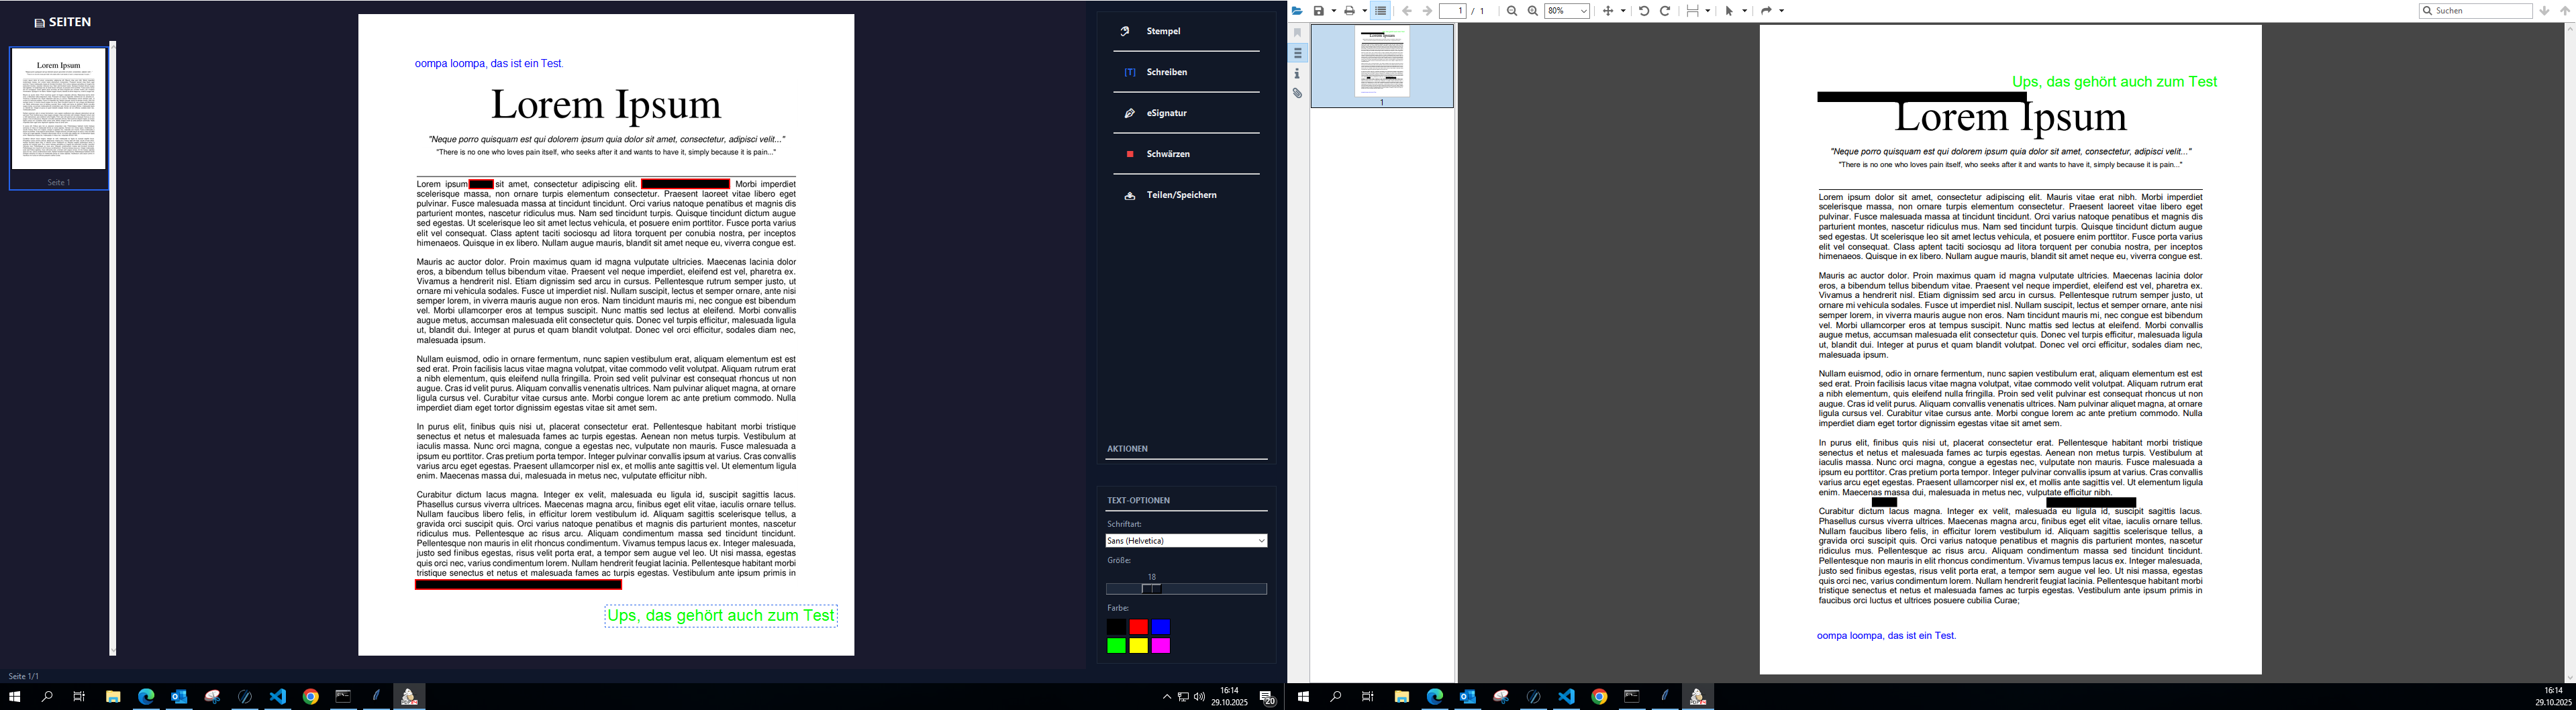 SEITEN
Lorem Ipsum
Seite 1
Seite 1/1
oompa loompa, das ist ein Test.
Lorem Ipsum
"Neque porro quisquam est qui dolorem ipsum quia dolor sit amet, consectetur, adipisci velit..."
"There is no one who loves pain itself, who seeks after it and wants to have it, simply because it is pain..."
Lorem ipsum sit amet, consectetur adipiscing elit. Morbi imperdiet
scelerisque massa, non ornare turpis elementum consectetur. Praesent laoreet vitae libero eget
pulvinar. Fusce malesuada massa at tincidunt tincidunt. Orci varius natoque penatibus et magnis dis
parturient montes, nascetur ridiculus mus. Nam sed tincidunt turpis. Quisque tincidunt dictum augue
sed egestas. Ut scelerisque leo sit amet lectus vehicula, et posuere enim porttitor. Fusce porta varius
elit vel consequat. Class aptent taciti sociosqu ad litora torquent per conubia nostra, per inceptos
himenaeos. Quisque in ex libero. Nullam augue mauris, blandit sit amet neque eu, viverra congue est.
Mauris ac auctor dolor. Proin maximus quam id magna vulputate ultricies. Maecenas lacinia dolor
eros, a bibendum tellus bibendum vitae. Praesent vel neque imperdiet, eleifend est vel, pharetra ex.
Vivamus a hendrerit nisl. Etiam dignissim sed arcu in cursus. Pellentesque rutrum semper justo, ut
ornare mi vehicula sodales. Fusce ut imperdiet nisl. Nullam suscipit, lectus et semper ornare, ante nisi
semper lorem, in viverra mauris augue non eros. Nam tincidunt mauris mi, nec congue est bibendum
vel. Morbi ullamcorper eros at tempus suscipit. Nunc mattis sed lectus at eleifend. Morbi convallis
augue metus, accumsan malesuada elit consectetur quis. Donec vel turpis efficitur, malesuada ligula
ut, blandit dui. Integer at purus et quam blandit volutpat. Donec vel orci efficitur, sodales diam nec,
malesuada ipsum.
Nullam euismod, odio in ornare fermentum, nunc sapien vestibulum erat, aliquam elementum est est
sed erat. Proin facilisis lacus vitae magna volutpat, vitae commodo velit volutpat. Aliquam rutrum erat
a nibh elementum, quis eleifend nulla fringilla. Proin sed velit pulvinar est consequat rhoncus ut non
augue. Cras id velit purus. Aliquam convallis venenatis ultrices. Nam pulvinar aliquet magna, at ornare
ligula cursus vel. Curabitur vitae cursus ante. Morbi congue lorem ac ante pretium commodo. Nulla
imperdiet diam eget tortor dignissim egestas vitae sit amet sem.
In purus elit, finibus quis nisi ut, placerat consectetur erat. Pellentesque habitant morbi tristique
senectus et netus et malesuada fames ac turpis egestas. Aenean non metus turpis. Vestibulum at
iaculis massa. Nunc orci magna, congue a egestas nec, vulputate non mauris. Fusce malesuada a
ipsum eu porttitor. Cras pretium porta tempor. Integer pulvinar convallis ipsum at varius. Cras convallis
varius arcu eget egestas. Praesent ullamcorper nisl ex, et mollis ante sagittis vel. Ut elementum ligula
enim. Maecenas massa dui, malesuada in metus nec, vulputate efficitur nibh.
Curabitur dictum lacus magna. Integer ex velit, malesuada eu ligula id, suscipit sagittis lacus.
Phasellus cursus viverra ultrices. Maecenas magna arcu, finibus eget elit vitae, iaculis ornare tellus.
Nullam faucibus libero felis, in efficitur lorem vestibulum id. Aliquam sagittis scelerisque tellus, a
gravida orci suscipit quis. Orci varius natoque penatibus et magnis dis parturient montes, nascetur
ridiculus mus. Pellentesque ac risus arcu. Aliquam condimentum massa sed tincidunt tincidunt.
Pellentesque non mauris in elit rhoncus condimentum. Vivamus tempus lacus ex. Integer malesuada,
justo sed finibus egestas, risus velit porta erat, a tempor sem augue vel leo. Ut nisi massa, egestas
quis orci nec, varius condimentum lorem. Nullam hendrerit feugiat lacinia. Pellentesque habitant morbi
tristique senectus et netus et malesuada fames ac turpis egestas. Vestibulum ante ipsum primis in
Ups, das gehört auch zum Test
Stempel
[T] Schreiben
eSignatur
Schwärzen
Teilen/Speichern
AKTIONEN
TEXT-OPTIONEN
Schriftart:
Sans (Helvetica)
Größe:
18
Farbe:
16:14
29.10.2025
20
1 / 1
80%
Suchen
Lorem Ipsum
1
Ups, das gehört auch zum Test
Lorem Ipsum
"Neque porro quisquam est qui dolorem ipsum quia dolor sit amet, consectetur, adipisci velit..."
"There is no one who loves pain itself, who seeks after it and wants to have it, simply because it is pain..."
Lorem ipsum dolor sit amet, consectetur adipiscing elit. Mauris vitae erat nibh. Morbi imperdiet
scelerisque massa, non ornare turpis elementum consectetur. Praesent laoreet vitae libero eget
pulvinar. Fusce malesuada massa at tincidunt tincidunt. Orci varius natoque penatibus et magnis dis
parturient montes, nascetur ridiculus mus. Nam sed tincidunt turpis. Quisque tincidunt dictum augue
sed egestas. Ut scelerisque leo sit amet lectus vehicula, et posuere enim porttitor. Fusce porta varius
elit vel consequat. Class aptent taciti sociosqu ad litora torquent per conubia nostra, per inceptos
himenaeos. Quisque in ex libero. Nullam augue mauris, blandit sit amet neque eu, viverra congue est.
Mauris ac auctor dolor. Proin maximus quam id magna vulputate ultricies. Maecenas lacinia dolor
eros, a bibendum tellus bibendum vitae. Praesent vel neque imperdiet, eleifend est vel, pharetra ex.
Vivamus a hendrerit nisl. Etiam dignissim sed arcu in cursus. Pellentesque rutrum semper justo, ut
ornare mi vehicula sodales. Fusce ut imperdiet nisl. Nullam suscipit, lectus et semper ornare, ante nisi
semper lorem, in viverra mauris augue non eros. Nam tincidunt mauris mi, nec congue est bibendum
vel. Morbi ullamcorper eros at tempus suscipit. Nunc mattis sed lectus at eleifend. Morbi convallis
augue metus, accumsan malesuada elit consectetur quis. Donec vel turpis efficitur, malesuada ligula
ut, blandit dui. Integer at purus et quam blandit volutpat. Donec vel orci efficitur, sodales diam nec,
malesuada ipsum.
Nullam euismod, odio in ornare fermentum, nunc sapien vestibulum erat, aliquam elementum est est
sed erat. Proin facilisis lacus vitae magna volutpat, vitae commodo velit volutpat. Aliquam rutrum erat
a nibh elementum, quis eleifend nulla fringilla. Proin sed velit pulvinar est consequat rhoncus ut non
augue. Cras id velit purus. Aliquam convallis venenatis ultrices. Nam pulvinar aliquet magna, at ornare
ligula cursus vel. Curabitur vitae cursus ante. Morbi congue lorem ac ante pretium commodo. Nulla
imperdiet diam eget tortor dignissim egestas vitae sit amet sem.
In purus elit, finibus quis nisi ut, placerat consectetur erat. Pellentesque habitant morbi tristique
senectus et netus et malesuada fames ac turpis egestas. Aenean non metus turpis. Vestibulum at
iaculis massa. Nunc orci magna, congue a egestas nec, vulputate non mauris. Fusce malesuada a
ipsum eu porttitor. Cras pretium porta tempor. Integer pulvinar convallis ipsum at varius. Cras convallis
varius arcu eget egestas. Praesent ullamcorper nisl ex, et mollis ante sagittis vel. Ut elementum ligula
enim. Maecenas massa dui, malesuada in metus nec, vulputate efficitur nibh.
Curabitur dictum lacus magna. Integer ex velit, malesuada eu ligula id, suscipit sagittis lacus.
Phasellus cursus viverra ultrices. Maecenas magna arcu, finibus eget elit vitae, iaculis ornare tellus.
Nullam faucibus libero felis, in efficitur lorem vestibulum id. Aliquam sagittis scelerisque tellus, a
gravida orci suscipit quis. Orci varius natoque penatibus et magnis dis parturient montes, nascetur
ridiculus mus. Pellentesque ac risus arcu. Aliquam condimentum massa sed tincidunt tincidunt.
Pellentesque non mauris in elit rhoncus condimentum. Vivamus tempus lacus ex. Integer malesuada,
justo sed finibus egestas, risus velit porta erat, a tempor sem augue vel leo. Ut nisi massa, egestas
quis orci nec, varius condimentum lorem. Nullam hendrerit feugiat lacinia. Pellentesque habitant morbi
tristique senectus et netus et malesuada fames ac turpis egestas. Vestibulum ante ipsum primis in
faucibus orci luctus et ultrices posuere cubilia Curae;
oompa loompa, das ist ein Test.
16:14
29.10.2025